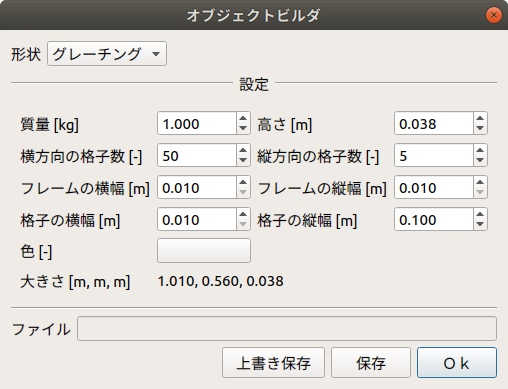 オブジェクトビルダ
形状 グレーチング
設定
質量 [kg] 1.000 高さ [m] 0.038
横方向の格子数 [-] 50 縦方向の格子数 [-] 5
フレームの横幅 [m] 0.010 フレームの縦幅 [m] 0.010
格子の横幅 [m] 0.010 格子の縦幅 [m] 0.100
色 [-]
大きさ [m, m, m] 1.010, 0.560, 0.038
ファイル
上書き保存 保存 Ｏｋ